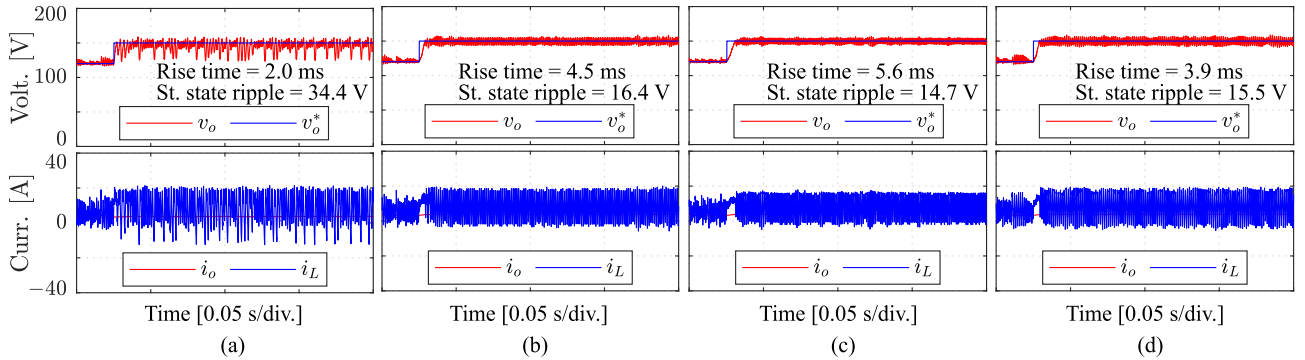 200
100
0
Volt. [V]
Rise time = 2.0 ms
St. state ripple = 34.4 V
v_o v_o^*
Rise time = 4.5 ms
St. state ripple = 16.4 V
v_o v_o^*
Rise time = 5.6 ms
St. state ripple = 14.7 V
v_o v_o^*
Rise time = 3.9 ms
St. state ripple = 15.5 V
v_o v_o^*
40
20
0
−40
Curr. [A]
i_o i_L
i_o i_L
i_o i_L
i_o i_L
Time [0.05 s/div.]
Time [0.05 s/div.]
Time [0.05 s/div.]
Time [0.05 s/div.]
(a)
(b)
(c)
(d)